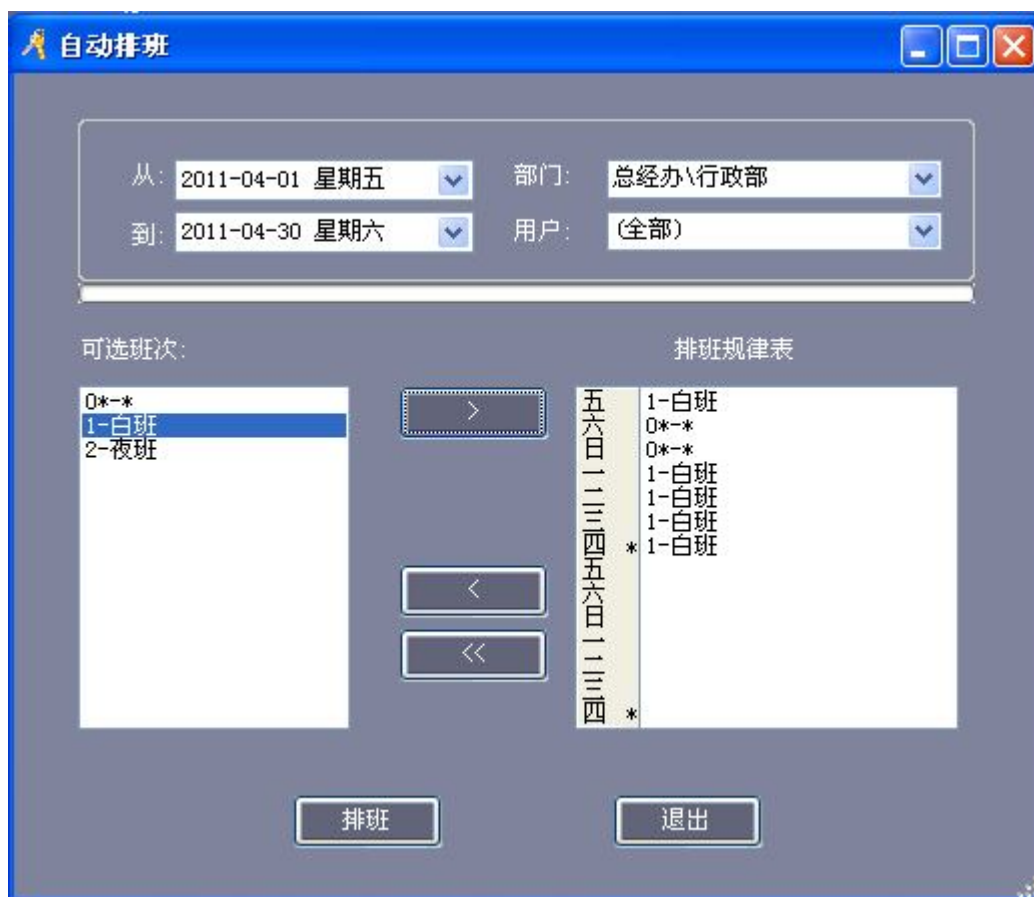 自动排班
从: 2011-04-01 星期五 部门: 总经办\行政部
到: 2011-04-30 星期六 用户: (全部)
可选班次:
排班规律表
0*-*
1-白班
2-夜班
>
<
<<
五 1-白班
六 0*-*
日 0*-*
一 1-白班
二 1-白班
三 1-白班
四 * 1-白班
五
六
日
一
二
三
四 *
排班
退出